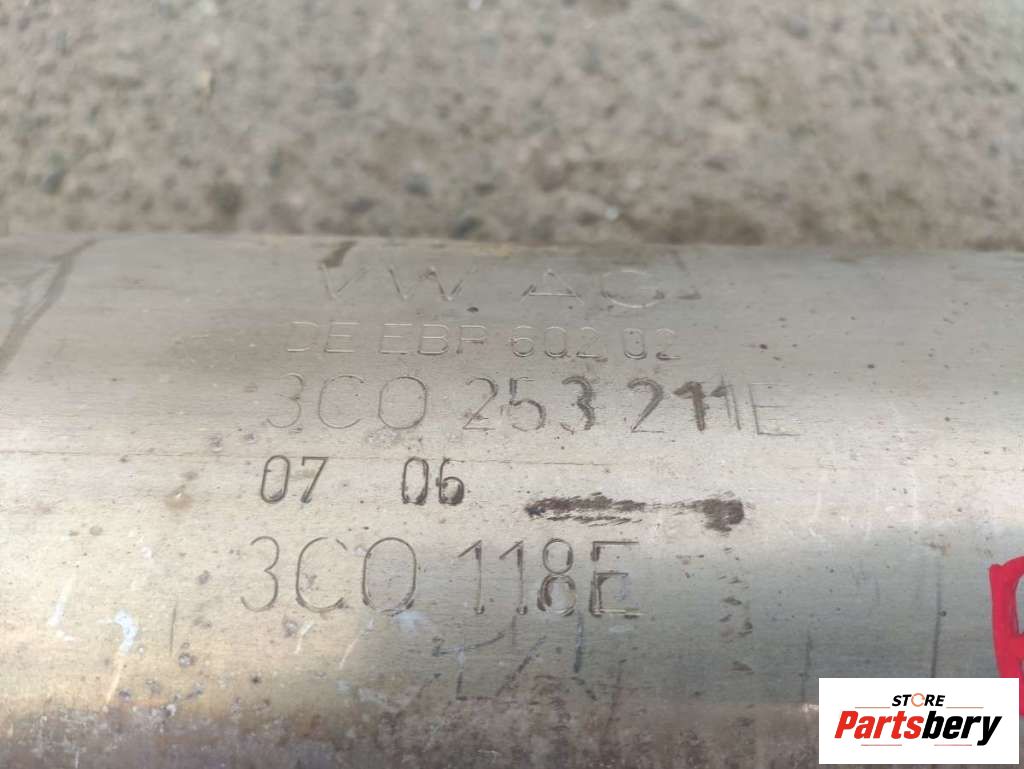 VW AG
DE EBP 602 02
3C0 253 211E
07 06
3C0 118E
STORE
Partsbery